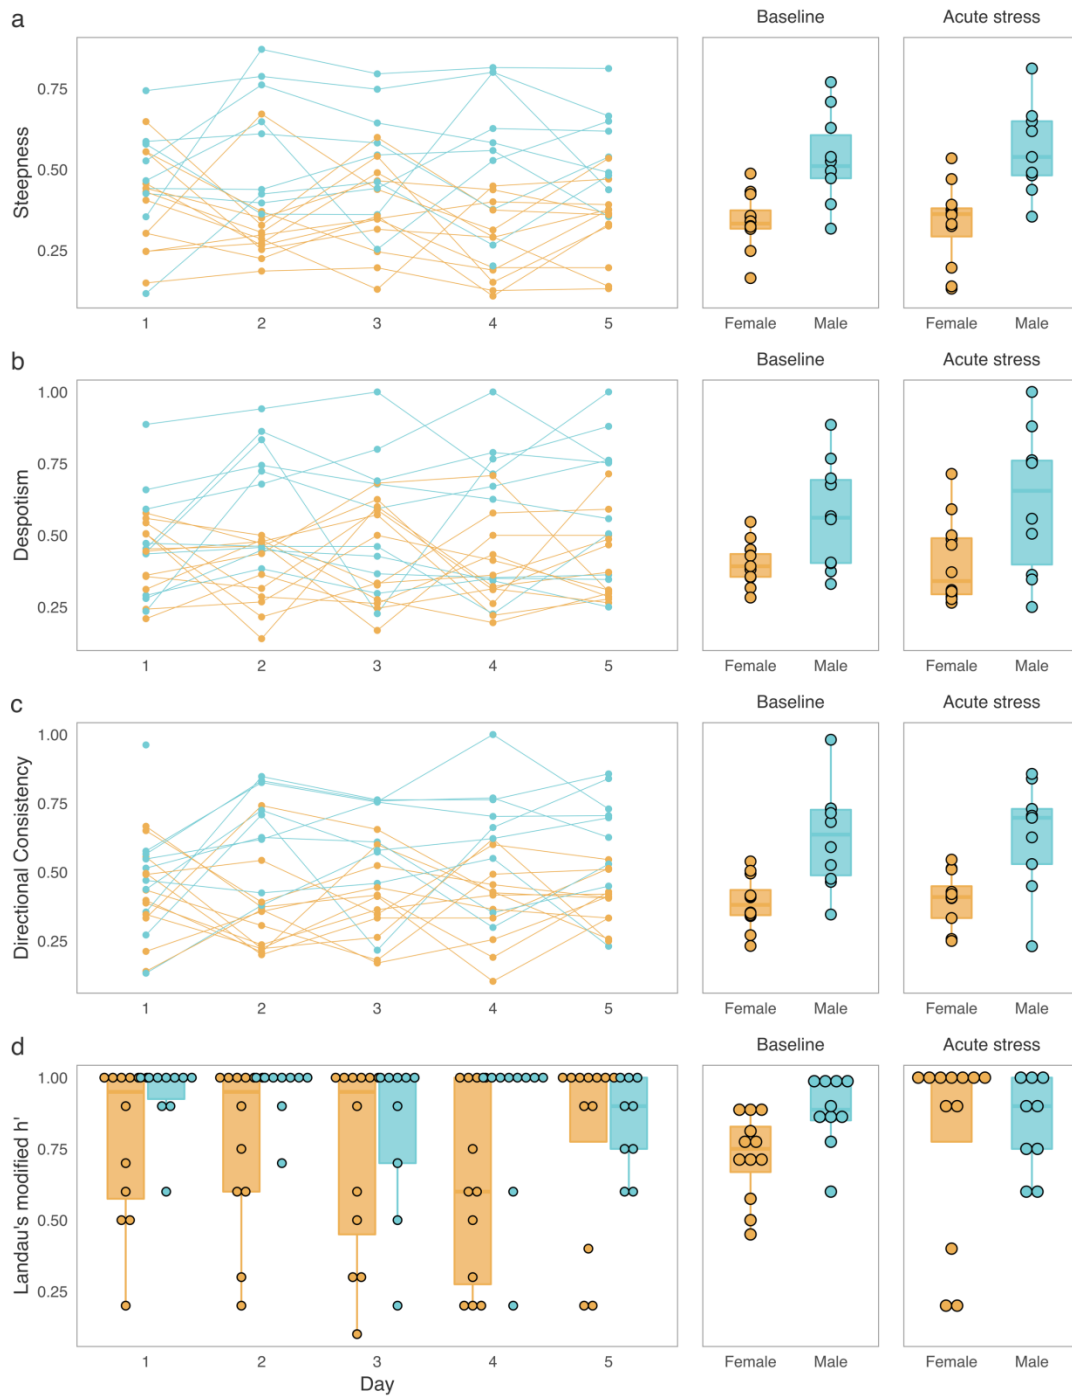 a
Baseline
Acute stress
Steepness
0.75
0.50
0.25
1
2
3
4
5
Female
Male
Female
Male
b
Baseline
Acute stress
Despotism
1.00
0.75
0.50
0.25
1
2
3
4
5
Female
Male
Female
Male
c
Baseline
Acute stress
Directional Consistency
1.00
0.75
0.50
0.25
1
2
3
4
5
Female
Male
Female
Male
d
Baseline
Acute stress
Landau's modified h'
1.00
0.75
0.50
0.25
1
2
3
4
5
Day
Female
Male
Female
Male